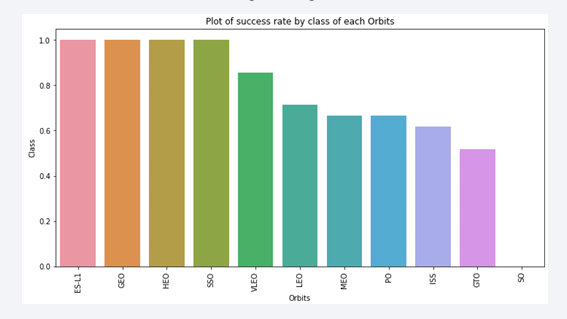 Plot of success rate by class of each Orbits
1.0
0.8
0.6
0.4
0.2
0.0
Class
ES-L1 GEO HEO SSO VLEO LEO MEO PO ISS GTO SO
Orbits